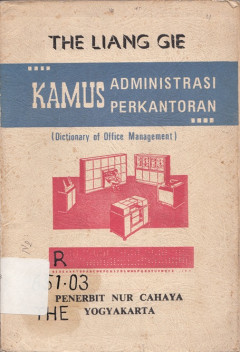 THE LIANG GIE
KAMUS ADMINISTRASI
PERKANTORAN
(Dictionary of Office Management)
R
51·03
THE
PENERBIT NUR CAHAYA
YOGYAKARTA